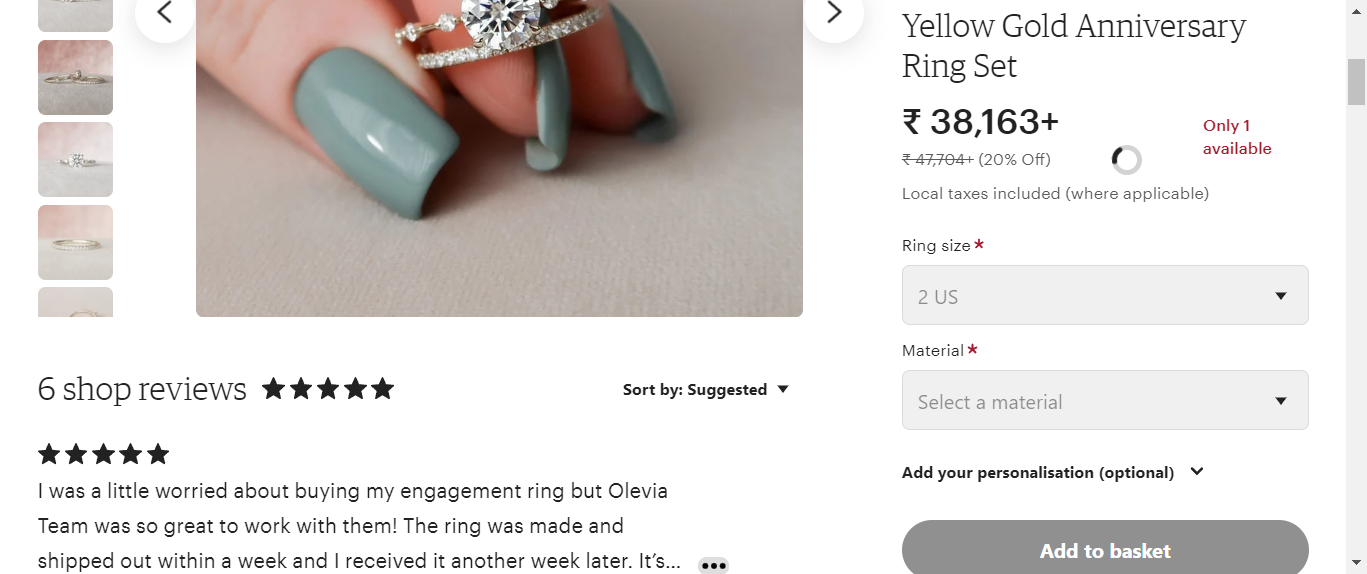 Yellow Gold Anniversary
Ring Set
₹ 38,163+
Only 1
available
₹ 47,704+ (20% Off)
Local taxes included (where applicable)
Ring size*
2 US
Material*
Select a material
Add your personalisation (optional)
Add to basket
6 shop reviews
Sort by: Suggested
I was a little worried about buying my engagement ring but Olevia
Team was so great to work with them! The ring was made and
shipped out within a week and I received it another week later. It’s...